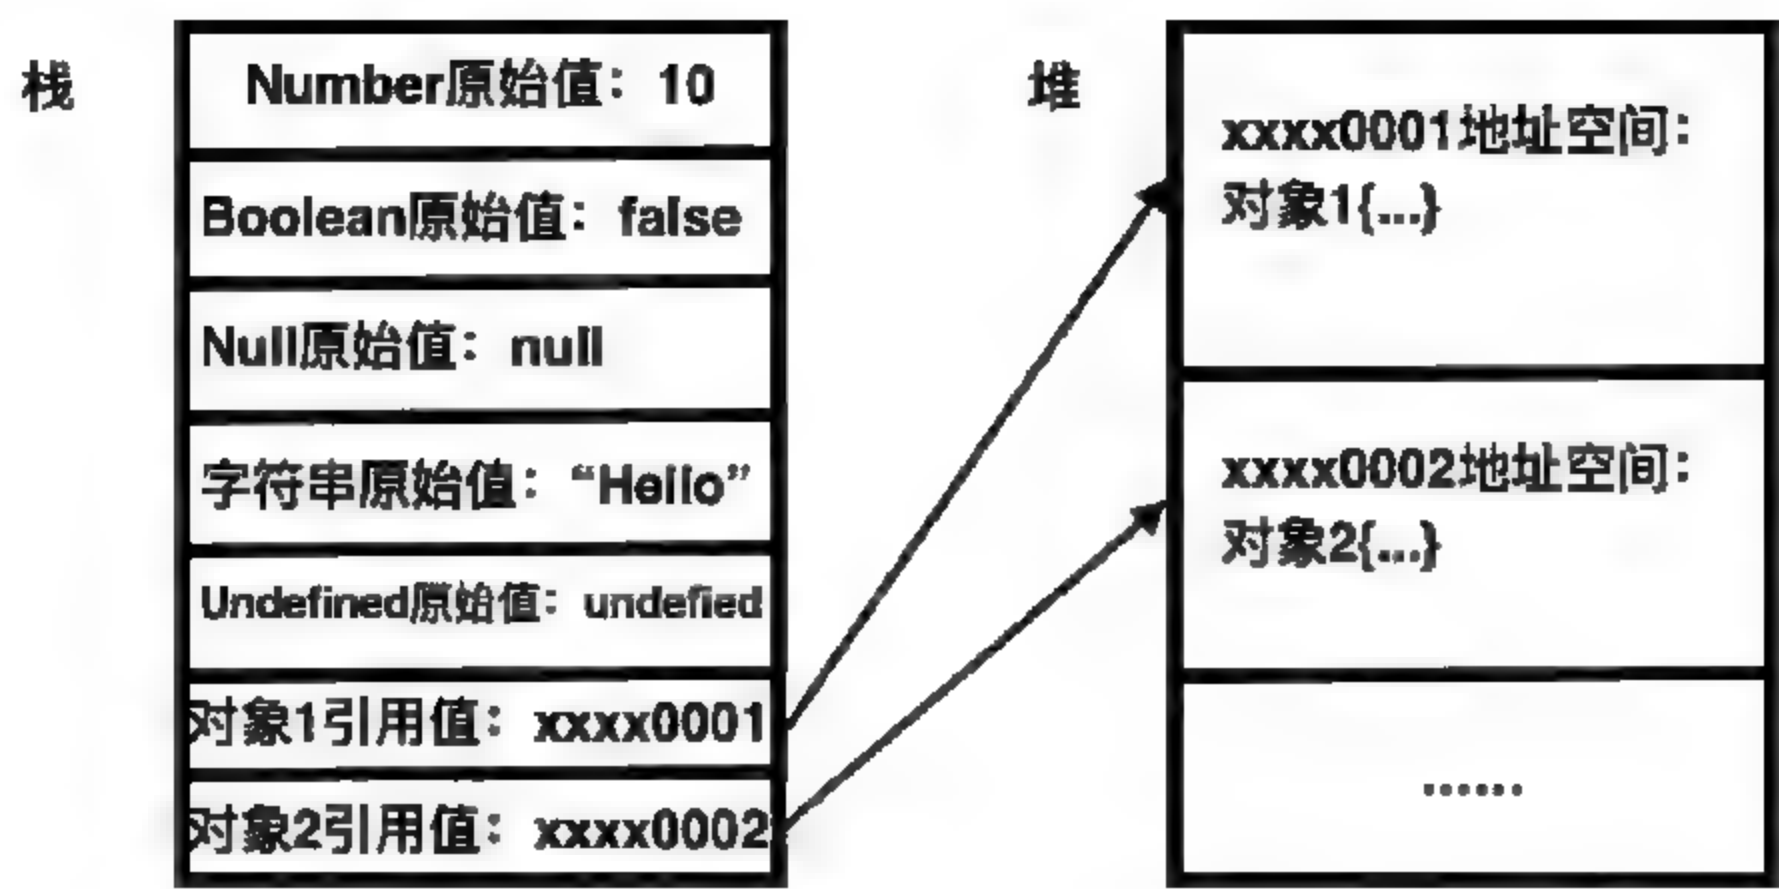 栈
Number原始值：10
Boolean原始值：false
Null原始值：null
字符串原始值：“Hello”
Undefined原始值：undefied
对象1引用值：xxxx0001
对象2引用值：xxxx0002
堆
xxxx0001地址空间：
对象1{...}
xxxx0002地址空间：
对象2{...}
······